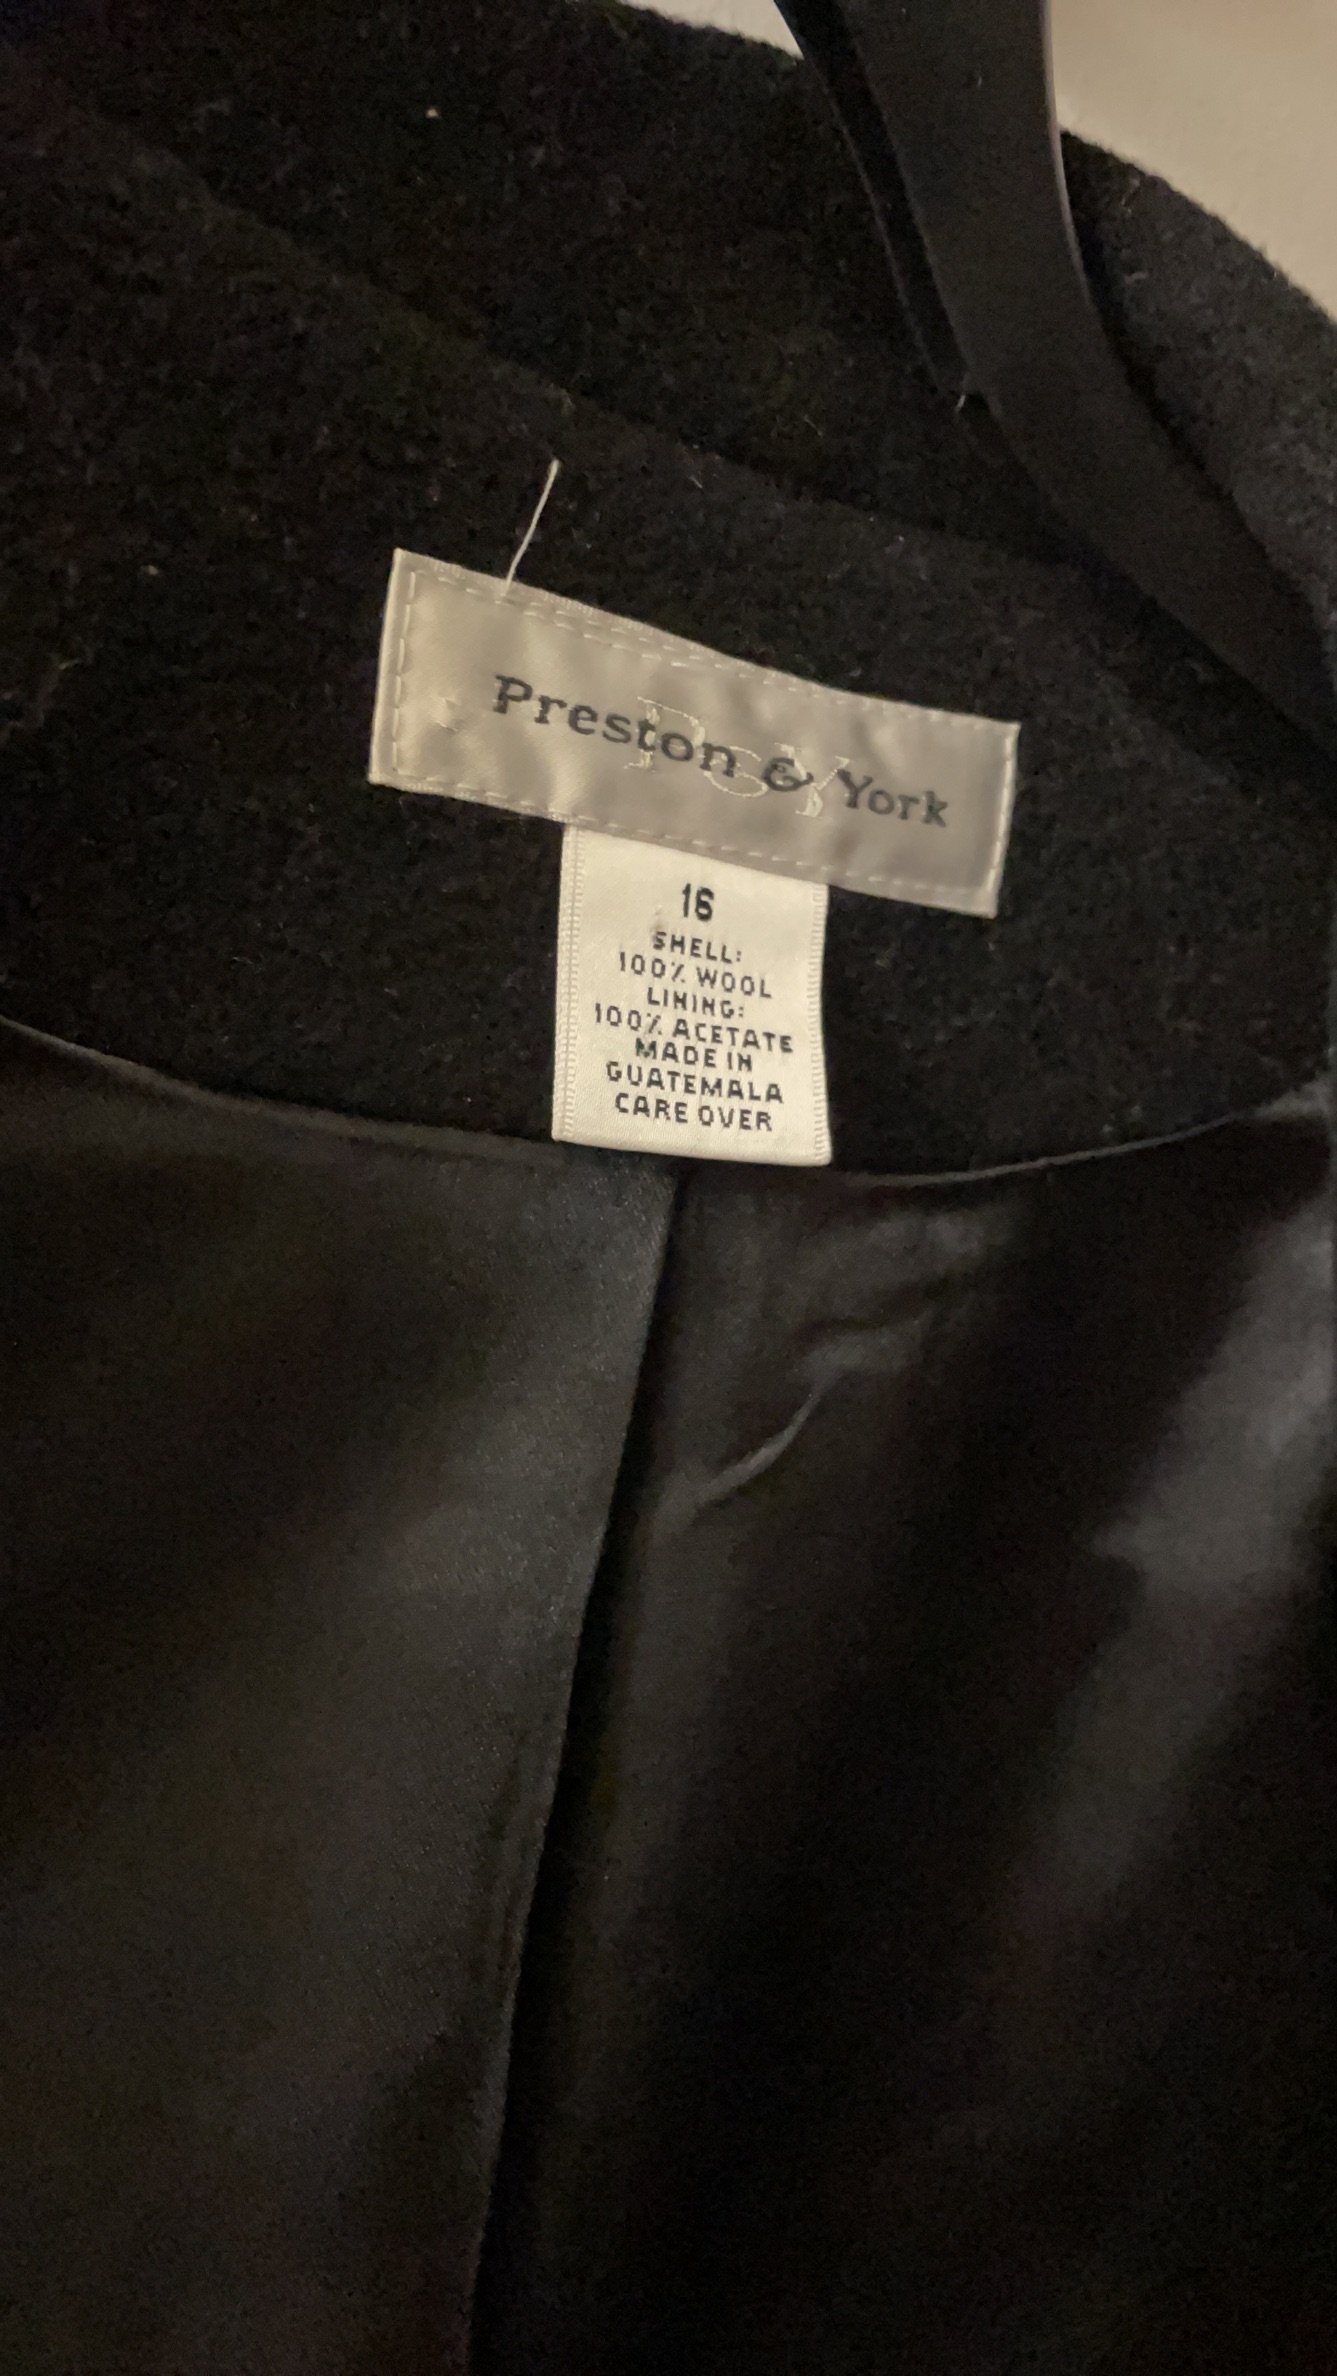 Preston & York
P&Y
16
SHELL:
100% WOOL
LINING:
100% ACETATE
MADE IN
GUATEMALA
CARE OVER